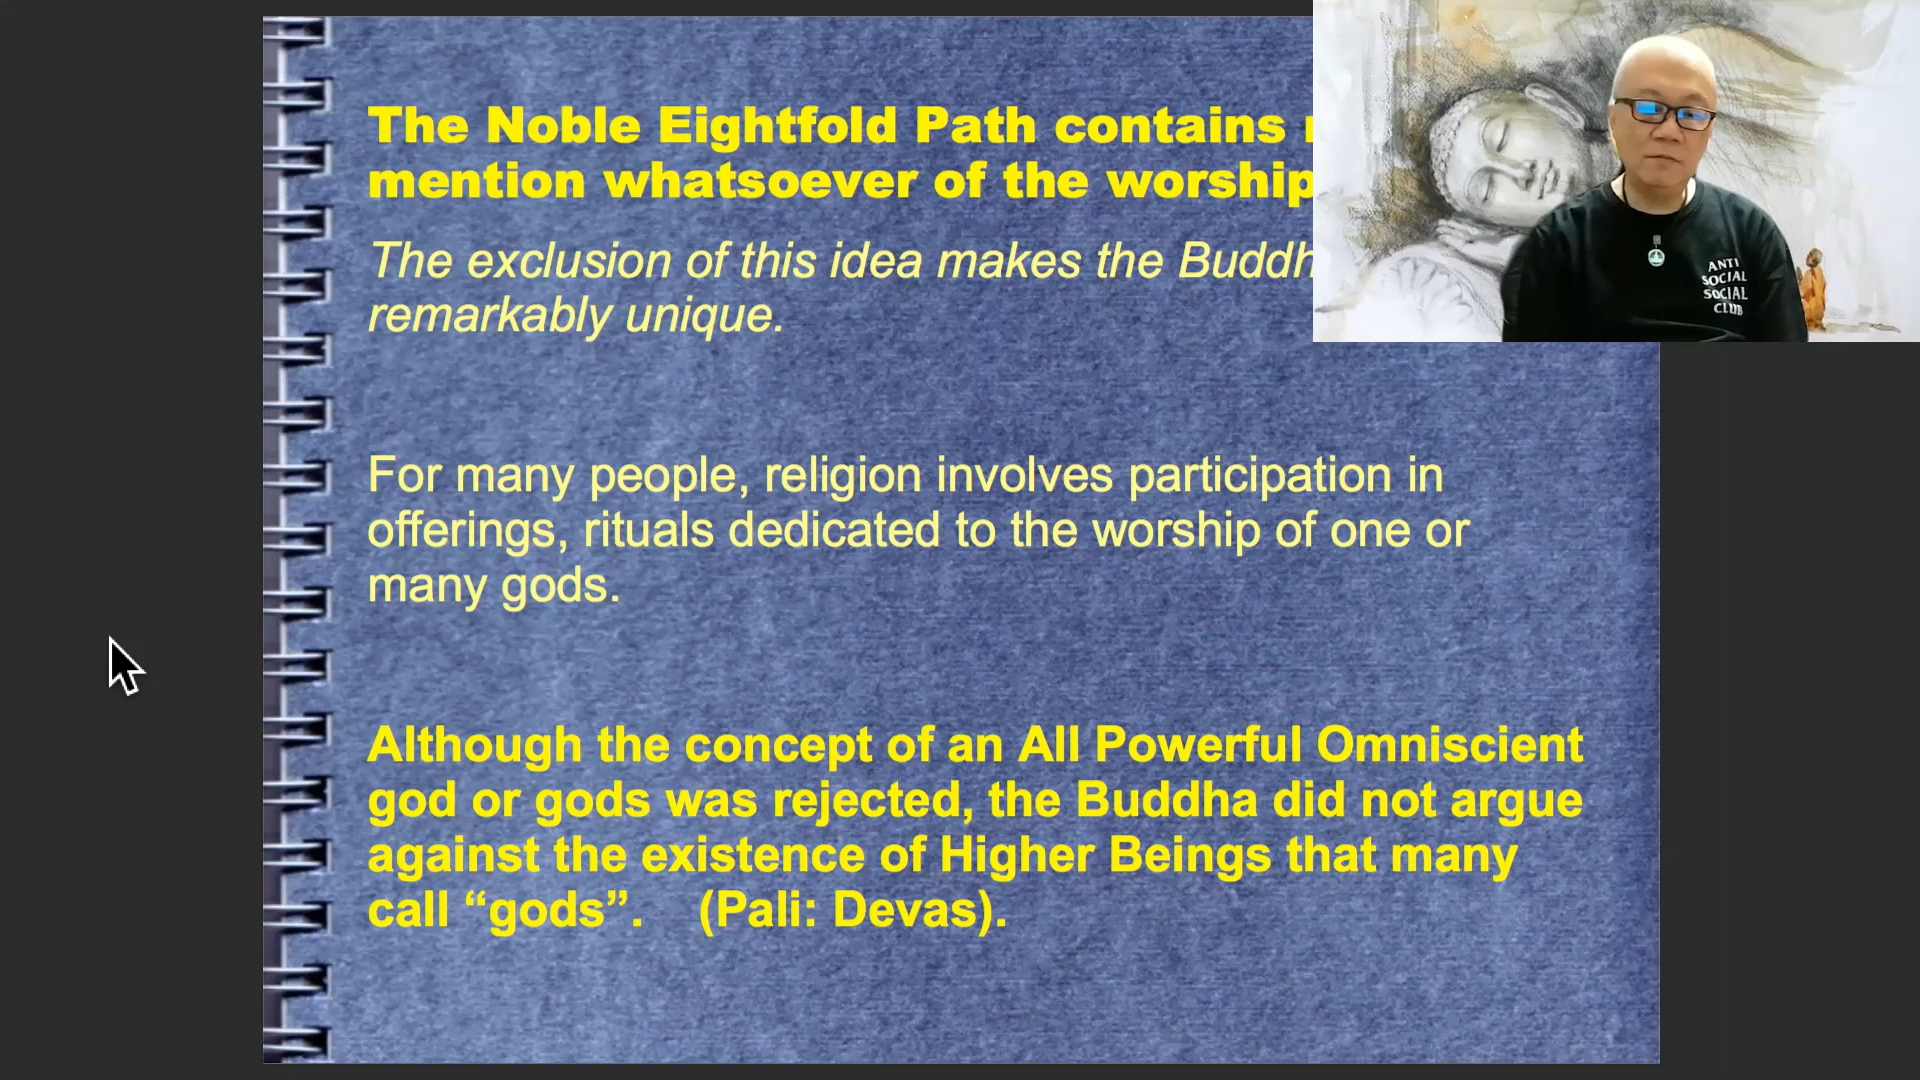 The Noble Eightfold Path contains
mention whatsoever of the worship
The exclusion of this idea makes the
remarkably unique.
For many people, religion involves participation in
offerings, rituals dedicated to the worship of one or
many gods.
Although the concept of an All Powerful Omniscient
god or gods was rejected, the Buddha did not argue
against the existence of Higher Beings that many
call “gods”. (Pali: Devas).
ANTI
SOCIAL
SOCIAL
CLUB